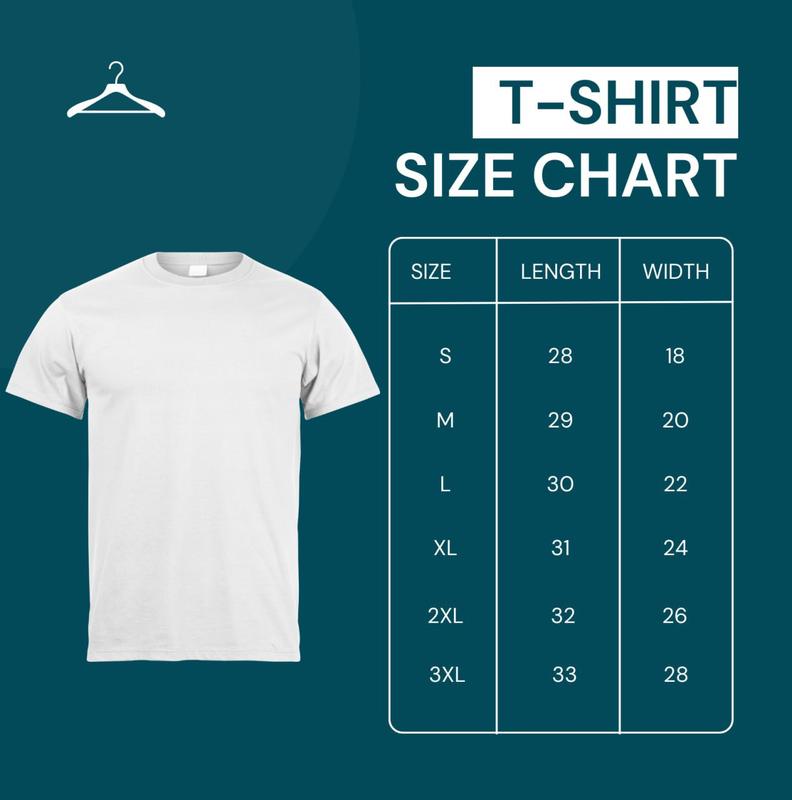 T-SHIRT
SIZE CHART
SIZE LENGTH WIDTH
S 28 18
M 29 20
L 30 22
XL 31 24
2XL 32 26
3XL 33 28